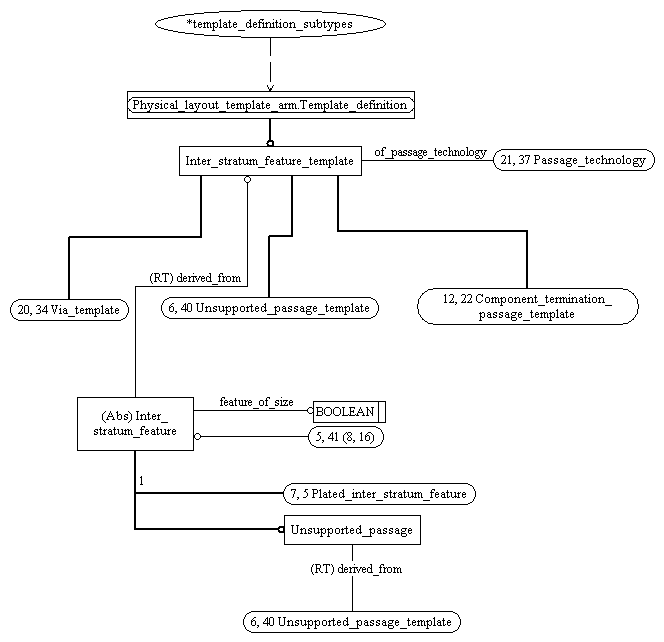 *template_definition_subtypes
Physical_layout_template_arm.Template_definition
Inter_stratum_feature_template
of_passage_technology
21, 37 Passage_technology
(RT) derived_from
20, 34 Via_template
6, 40 Unsupported_passage_template
12, 22 Component_termination_
passage_template
(Abs) Inter_
stratum_feature
feature_of_size
BOOLEAN
5, 41 (8, 16)
1
7, 5 Plated_inter_stratum_feature
Unsupported_passage
(RT) derived_from
6, 40 Unsupported_passage_template